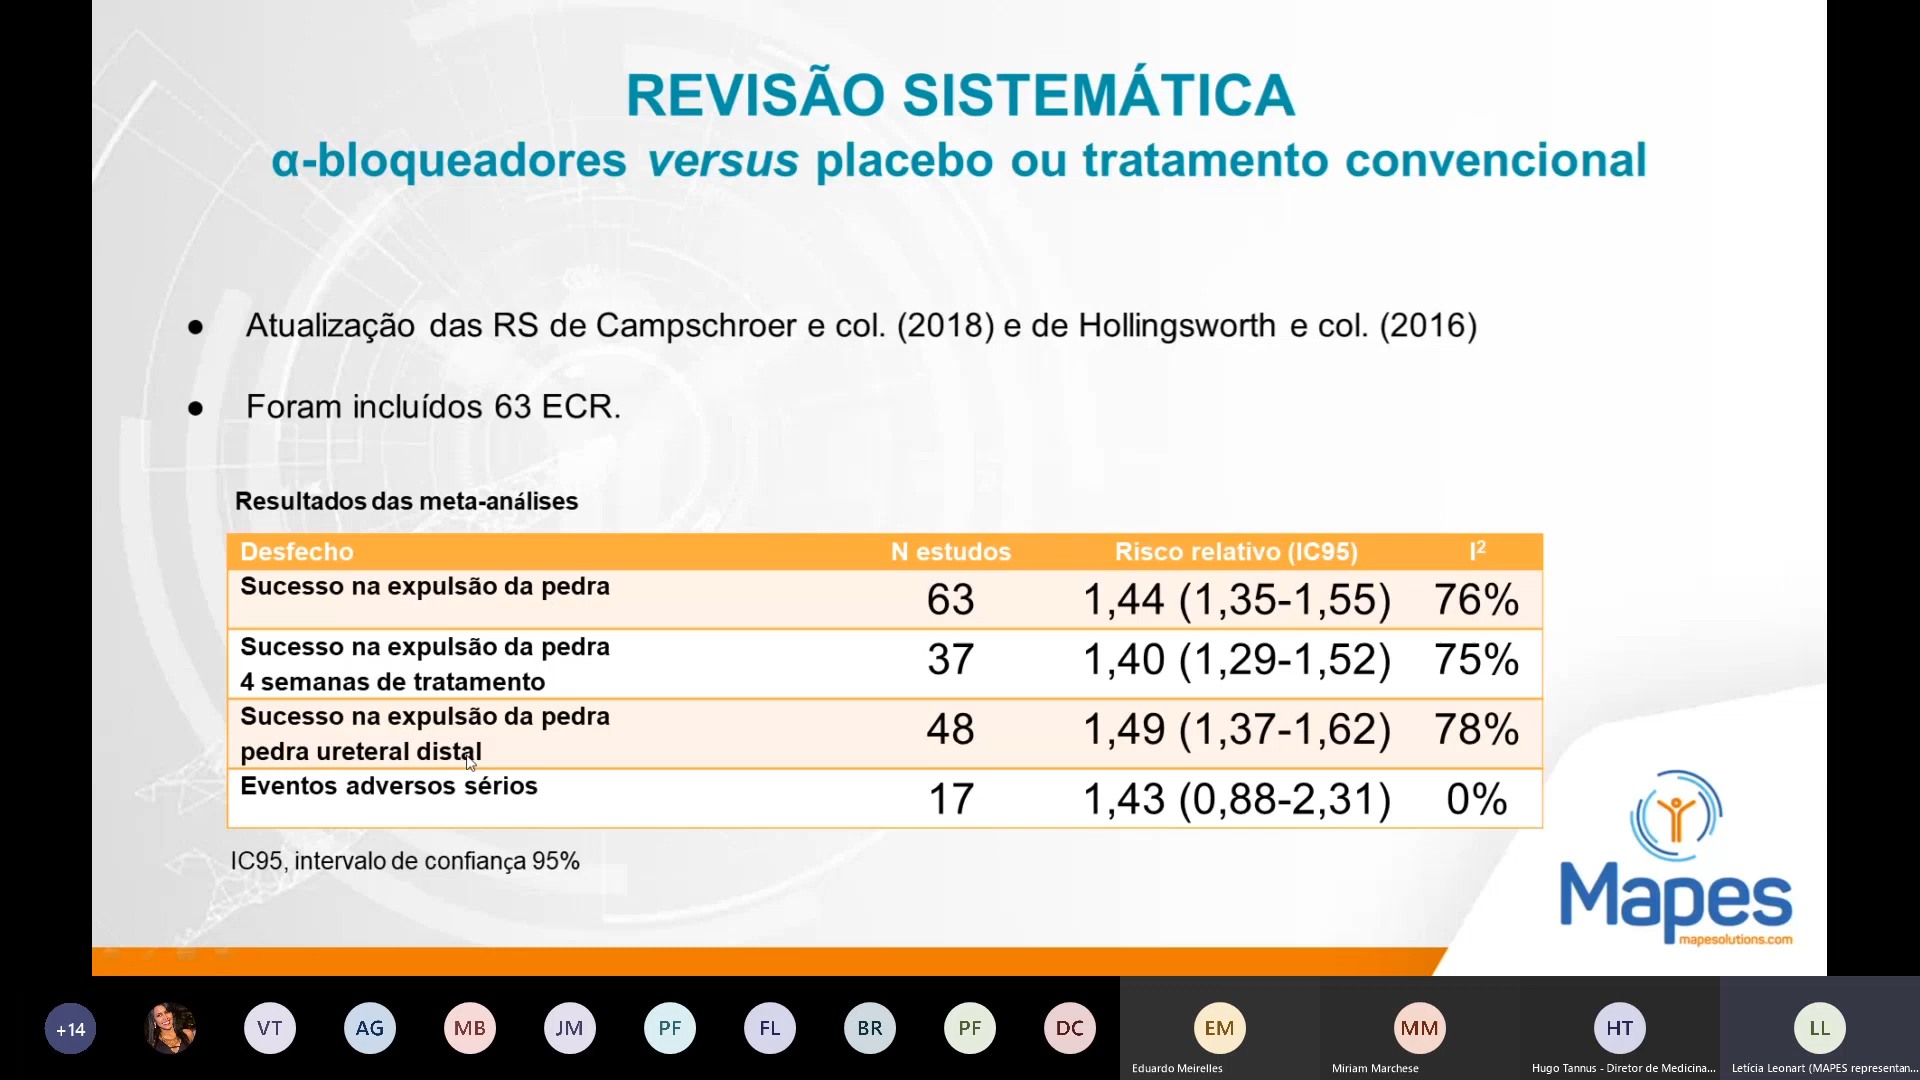 REVISÃO SISTEMÁTICA
α-bloqueadores versus placebo ou tratamento convencional
● Atualização das RS de Campschroer e col. (2018) e de Hollingsworth e col. (2016)
● Foram incluídos 63 ECR.
Resultados das meta-análises
Desfecho N estudos Risco relativo (IC95) I²
Sucesso na expulsão da pedra 63 1,44 (1,35-1,55) 76%
Sucesso na expulsão da pedra
4 semanas de tratamento 37 1,40 (1,29-1,52) 75%
Sucesso na expulsão da pedra
pedra ureteral distal 48 1,49 (1,37-1,62) 78%
Eventos adversos sérios 17 1,43 (0,88-2,31) 0%
IC95, intervalo de confiança 95%
Mapes
mapesolutions.com
+14 VT AG MB JM PF FL BR PF DC EM MM HT LL
Eduardo Meirelles Miriam Marchese Hugo Tannus - Diretor de Medicina... Letícia Leonart (MAPES representan...